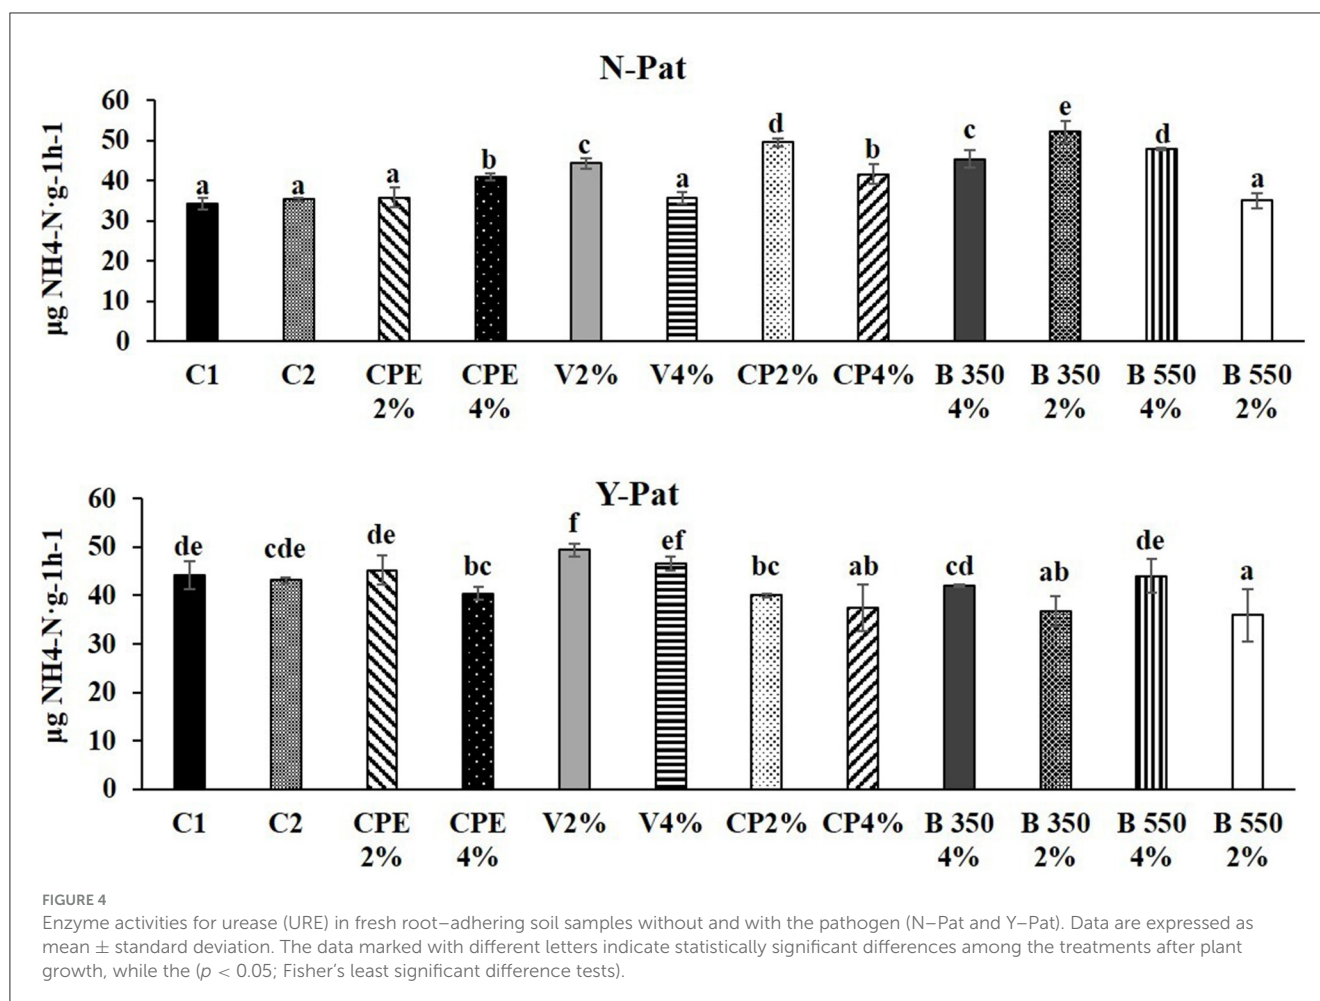 N-Pat
µg NH4-N·g-1h-1
60
50
40
30
20
10
0
a a a b c a d b c e d a
C1 C2 CPE 2% CPE 4% V2% V4% CP2% CP4% B 350 4% B 350 2% B 550 4% B 550 2%
Y-Pat
µg NH4-N·g-1h-1
60
50
40
30
20
10
0
de cde de bc f ef bc ab cd ab de a
C1 C2 CPE 2% CPE 4% V2% V4% CP2% CP4% B 350 4% B 350 2% B 550 4% B 550 2%
FIGURE 4
Enzyme activities for urease (URE) in fresh root–adhering soil samples without and with the pathogen (N–Pat and Y–Pat). Data are expressed as
mean ± standard deviation. The data marked with different letters indicate statistically significant differences among the treatments after plant
growth, while the (p < 0.05; Fisher's least significant difference tests).